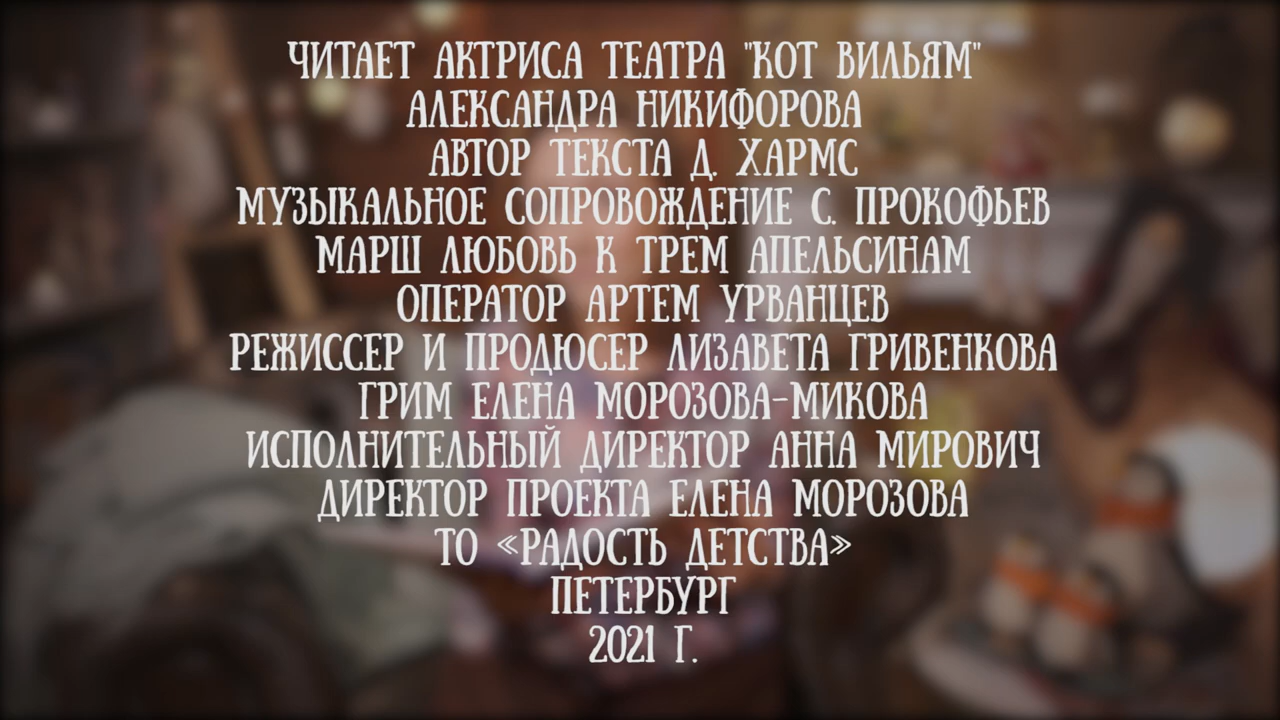 ЧИТАЕТ АКТРИСА ТЕАТРА "КОТ ВИЛЬЯМ"
АЛЕКСАНДРА НИКИФОРОВА
АВТОР ТЕКСТА Д. ХАРМС
МУЗЫКАЛЬНОЕ СОПРОВОЖДЕНИЕ С. ПРОКОФЬЕВ
МАРШ ЛЮБОВЬ К ТРЕМ АПЕЛЬСИНАМ
ОПЕРАТОР АРТЕМ УРВАНЦЕВ
РЕЖИССЕР И ПРОДЮСЕР ЛИЗАВЕТА ГРИВЕНКОВА
ГРИМ ЕЛЕНА МОРОЗОВА-МИКОВА
ИСПОЛНИТЕЛЬНЫЙ ДИРЕКТОР АННА МИРОВИЧ
ДИРЕКТОР ПРОЕКТА ЕЛЕНА МОРОЗОВА
ТО «РАДОСТЬ ДЕТСТВА»
ПЕТЕРБУРГ
2021 Г.